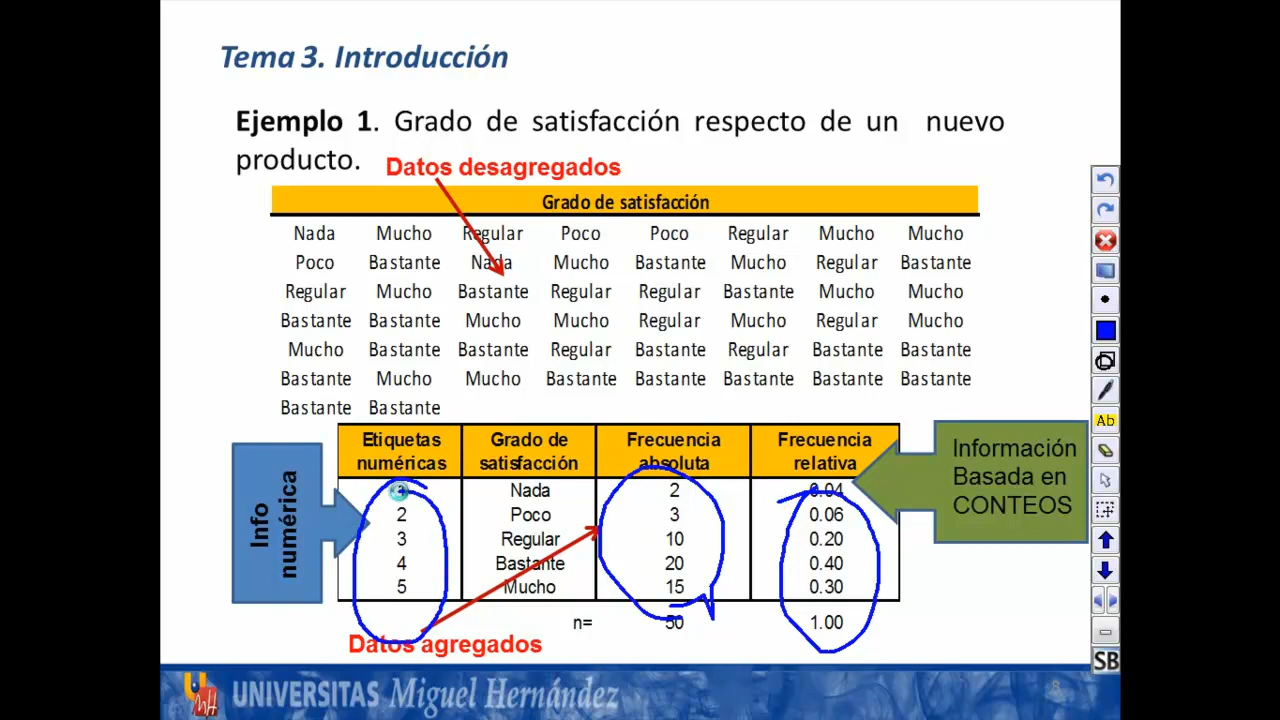 Tema 3. Introducción
Ejemplo 1. Grado de satisfacción respecto de un nuevo
producto.
Datos desagregados
Grado de satisfacción
Nada Mucho Regular Poco Poco Regular Mucho Mucho
Poco Bastante Nada Mucho Bastante Mucho Regular Bastante
Regular Mucho Bastante Regular Regular Bastante Mucho Mucho
Bastante Bastante Mucho Mucho Regular Mucho Regular Mucho
Mucho Bastante Bastante Regular Bastante Regular Bastante Bastante
Bastante Mucho Mucho Bastante Bastante Bastante Bastante Bastante
Bastante Bastante
Etiquetas Grado de Frecuencia Frecuencia
numéricas satisfacción absoluta relativa
Nada 2 0.04
2 Poco 3 0.06
3 Regular 10 0.20
4 Bastante 20 0.40
5 Mucho 15 0.30
n= 50 1.00
Info
numérica
Información
Basada en
CONTEOS
Datos agregados
UNIVERSITAS Miguel Hernández
8
Ab
SB